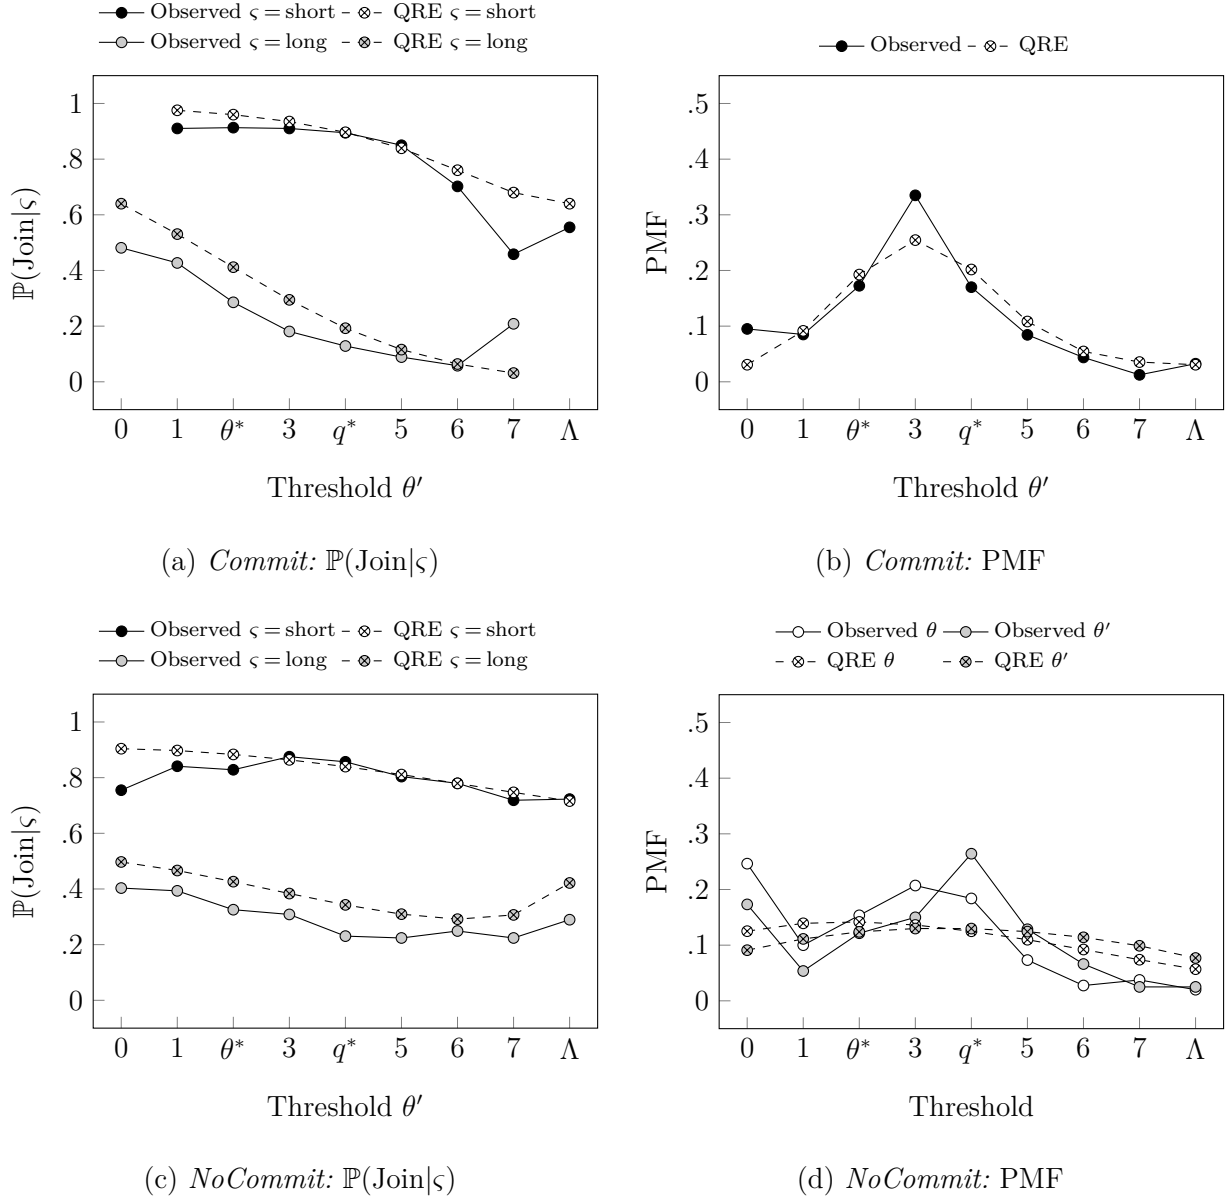 Observed ς = short QRE ς = short
Observed ς = long QRE ς = long
1
.8
.6
.4
.2
0
ℙ(Join|ς)
0 1 θ* 3 q* 5 6 7 Λ
Threshold θ′
(a) Commit: ℙ(Join|ς)
Observed QRE
.5
.4
.3
.2
.1
0
PMF
0 1 θ* 3 q* 5 6 7 Λ
Threshold θ′
(b) Commit: PMF
Observed ς = short QRE ς = short
Observed ς = long QRE ς = long
1
.8
.6
.4
.2
0
ℙ(Join|ς)
0 1 θ* 3 q* 5 6 7 Λ
Threshold θ′
(c) NoCommit: ℙ(Join|ς)
Observed θ Observed θ′
QRE θ QRE θ′
.5
.4
.3
.2
.1
0
PMF
0 1 θ* 3 q* 5 6 7 Λ
Threshold
(d) NoCommit: PMF